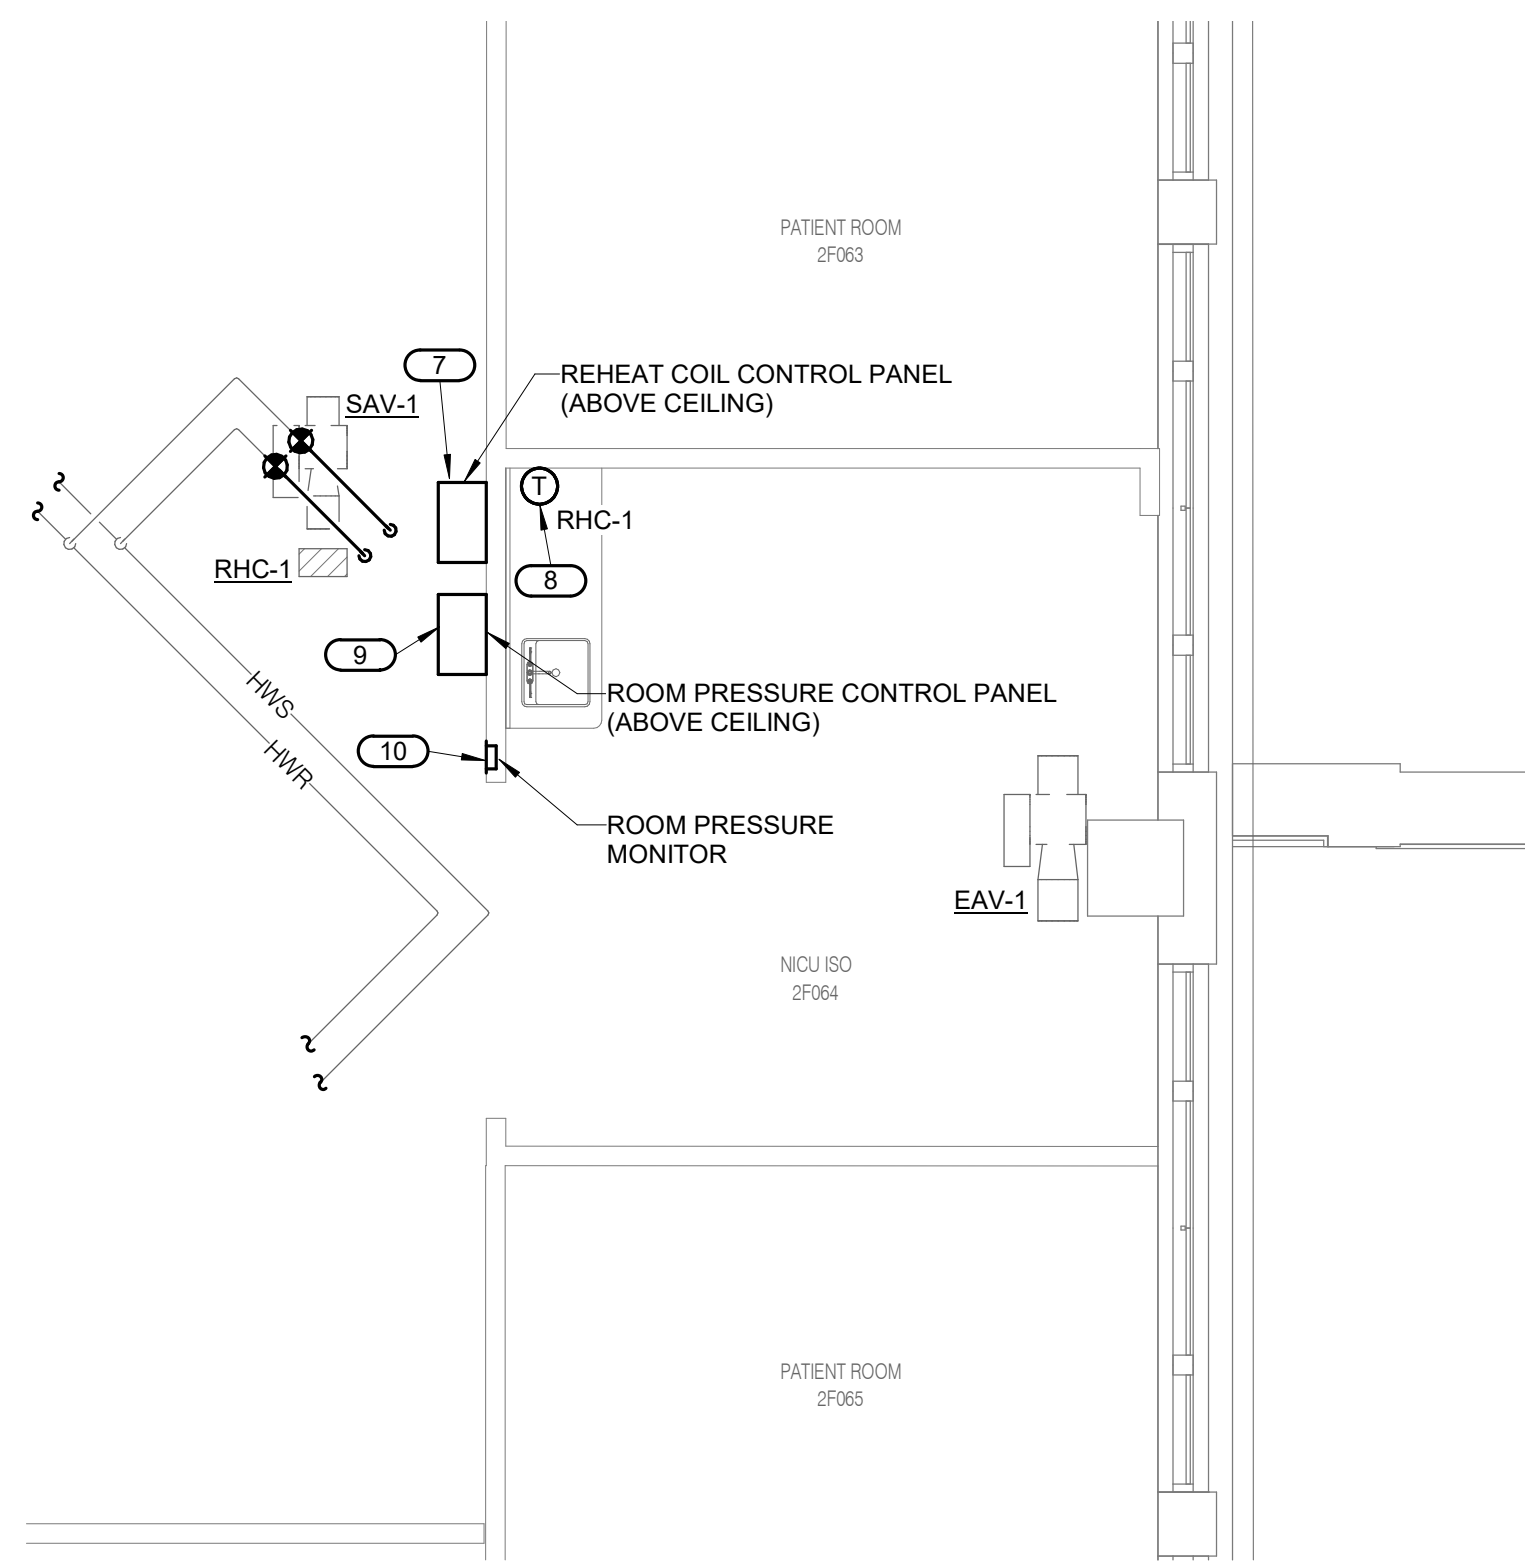 PATIENT ROOM
2F063
7
REHEAT COIL CONTROL PANEL
(ABOVE CEILING)
SAV-1
T
RHC-1
RHC-1
8
9
HWS
ROOM PRESSURE CONTROL PANEL
(ABOVE CEILING)
10
HWR
ROOM PRESSURE
MONITOR
EAV-1
NICU ISO
2F064
PATIENT ROOM
2F065